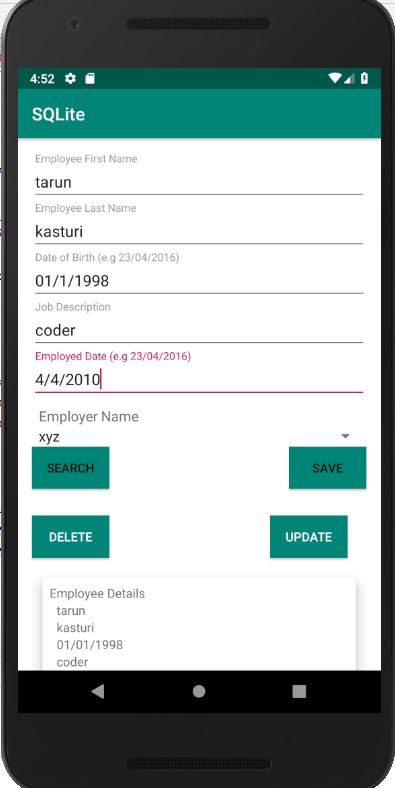 4:52
SQLite
Employee First Name
tarun
Employee Last Name
kasturi
Date of Birth (e.g 23/04/2016)
01/1/1998
Job Description
coder
Employed Date (e.g 23/04/2016)
4/4/2010
Employer Name
xyz
SEARCH SAVE
DELETE UPDATE
Employee Details
tarun
kasturi
01/01/1998
coder